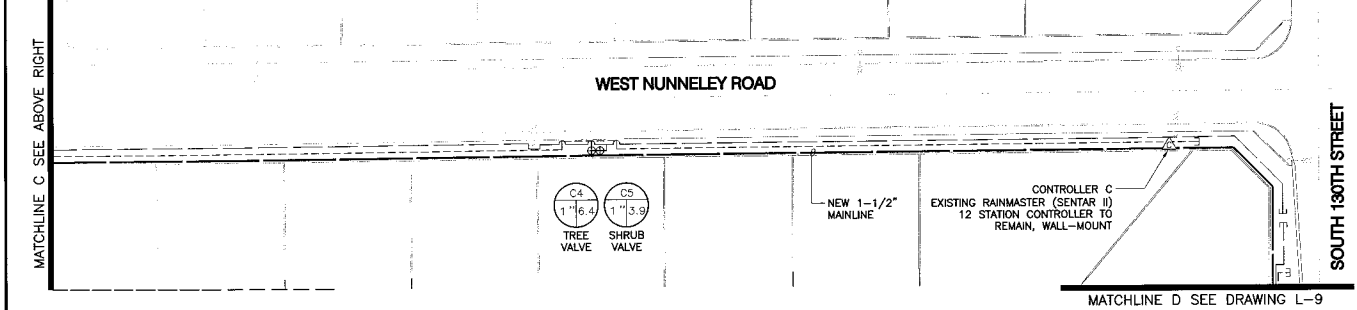 MATCHLINE C SEE ABOVE RIGHT
WEST NUNNELEY ROAD
C4
1" 6.4
TREE
VALVE
C5
1" 3.9
SHRUB
VALVE
NEW 1-1/2"
MAINLINE
CONTROLLER C
EXISTING RAINMASTER (SENTAR II)
12 STATION CONTROLLER TO
REMAIN, WALL-MOUNT
SOUTH 130TH STREET
MATCHLINE D SEE DRAWING L-9